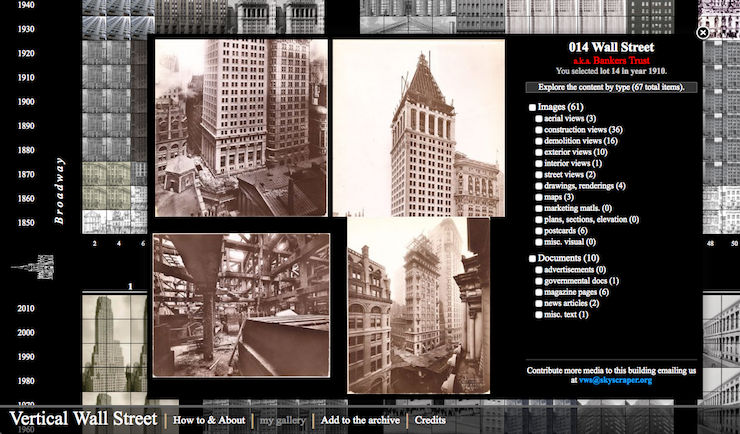 1940
1930
1920
1910
1900
1880
1870
1860
1850
Broadway
2 4 6
48 50
1
2010
2000
1990
1980
1970
1960
014 Wall Street
a.k.a. Bankers Trust
You selected lot 14 in year 1910.
Explore the content by type (67 total items).
Images (61)
aerial views (3)
construction views (36)
demolition views (16)
exterior views (10)
interior views (1)
street views (2)
drawings, renderings (4)
maps (3)
marketing matls. (0)
plans, sections, elevation (0)
postcards (6)
misc. visual (0)
Documents (10)
advertisements (0)
governmental docs (1)
magazine pages (6)
news articles (2)
misc. text (1)
Contribute more media to this building emailing us
at vws@skyscraper.org
Vertical Wall Street | How to & About | my gallery | Add to the archive | Credits